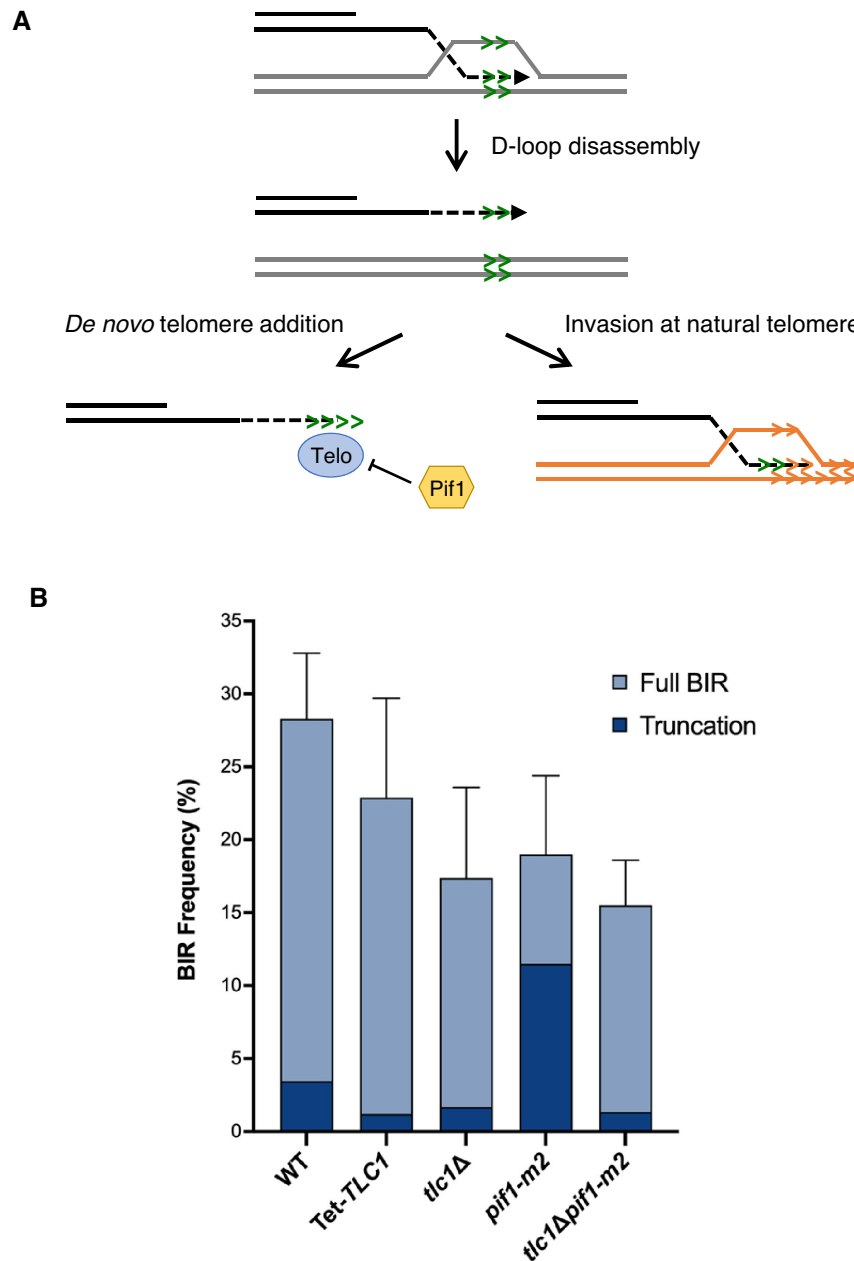 A
D-loop disassembly
De novo telomere addition
Invasion at natural telomere
Telo
Pif1
B
BIR Frequency (%)
35
30
25
20
15
10
5
0
Full BIR
Truncation
WT
Tet-TLC1
tlc1Δ
pif1-m2
tlc1Δpif1-m2